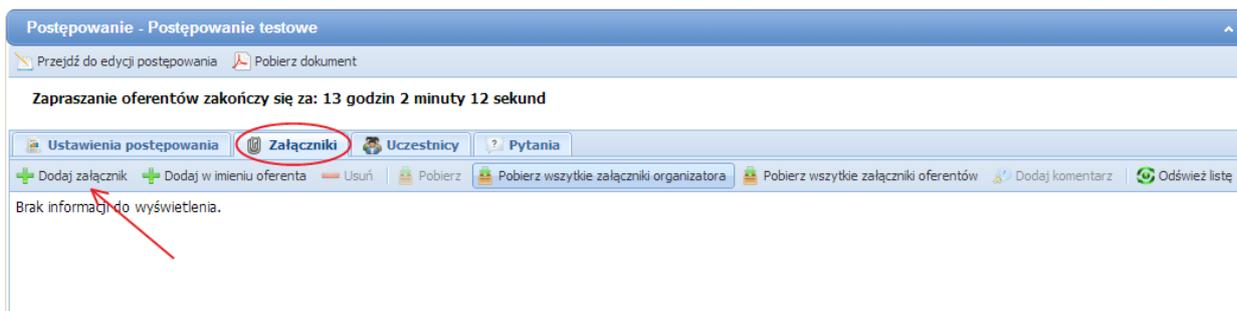 Postępowanie - Postępowanie testowe
Przejdź do edycji postępowania Pobierz dokument
Zapraszanie oferentów zakończy się za: 13 godzin 2 minuty 12 sekund
Ustawienia postępowania Załączniki Uczestnicy Pytania
Dodaj załącznik Dodaj w imieniu oferenta Usuń Pobierz Pobierz wszytkie załączniki organizatora Pobierz wszytkie załączniki oferentów Dodaj komentarz Odśwież listę
Brak informacji do wyświetlenia.